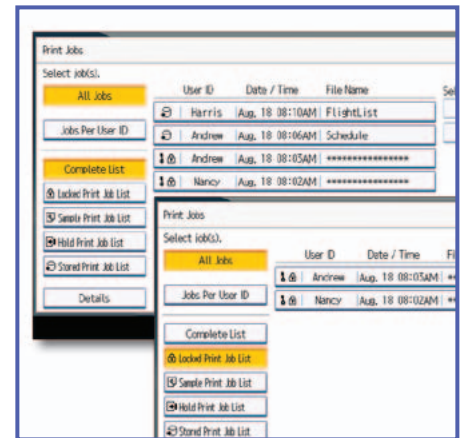 Print Jobs
Select job(s).
All Jobs
Jobs Per User ID
Complete List
Locked Print Job List
Sample Print Job List
Hold Print Job List
Stored Print Job List
Details
User ID Date / Time File Name
Harris Aug. 18 08:10AM FlightList
Andrew Aug. 18 08:06AM Schedule
Andrew Aug. 18 08:03AM ****************
Nancy Aug. 18 08:02AM ****************
Sel
Print Jobs
Select job(s).
All Jobs
Jobs Per User ID
Complete List
Locked Print Job List
Sample Print Job List
Hold Print Job List
Stored Print Job List
User ID Date / Time Fi
Andrew Aug. 18 08:03AM **
Nancy Aug. 18 08:02AM **